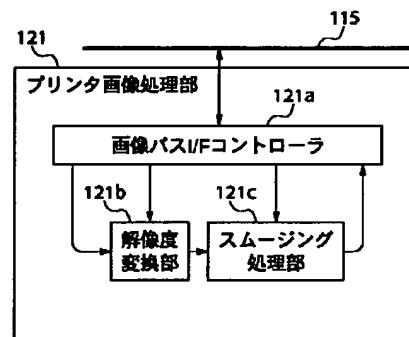 121
115
プリンタ画像処理部
121a
画像バスI/Fコントローラ
121b
121c
解像度
変換部
スムージング
処理部